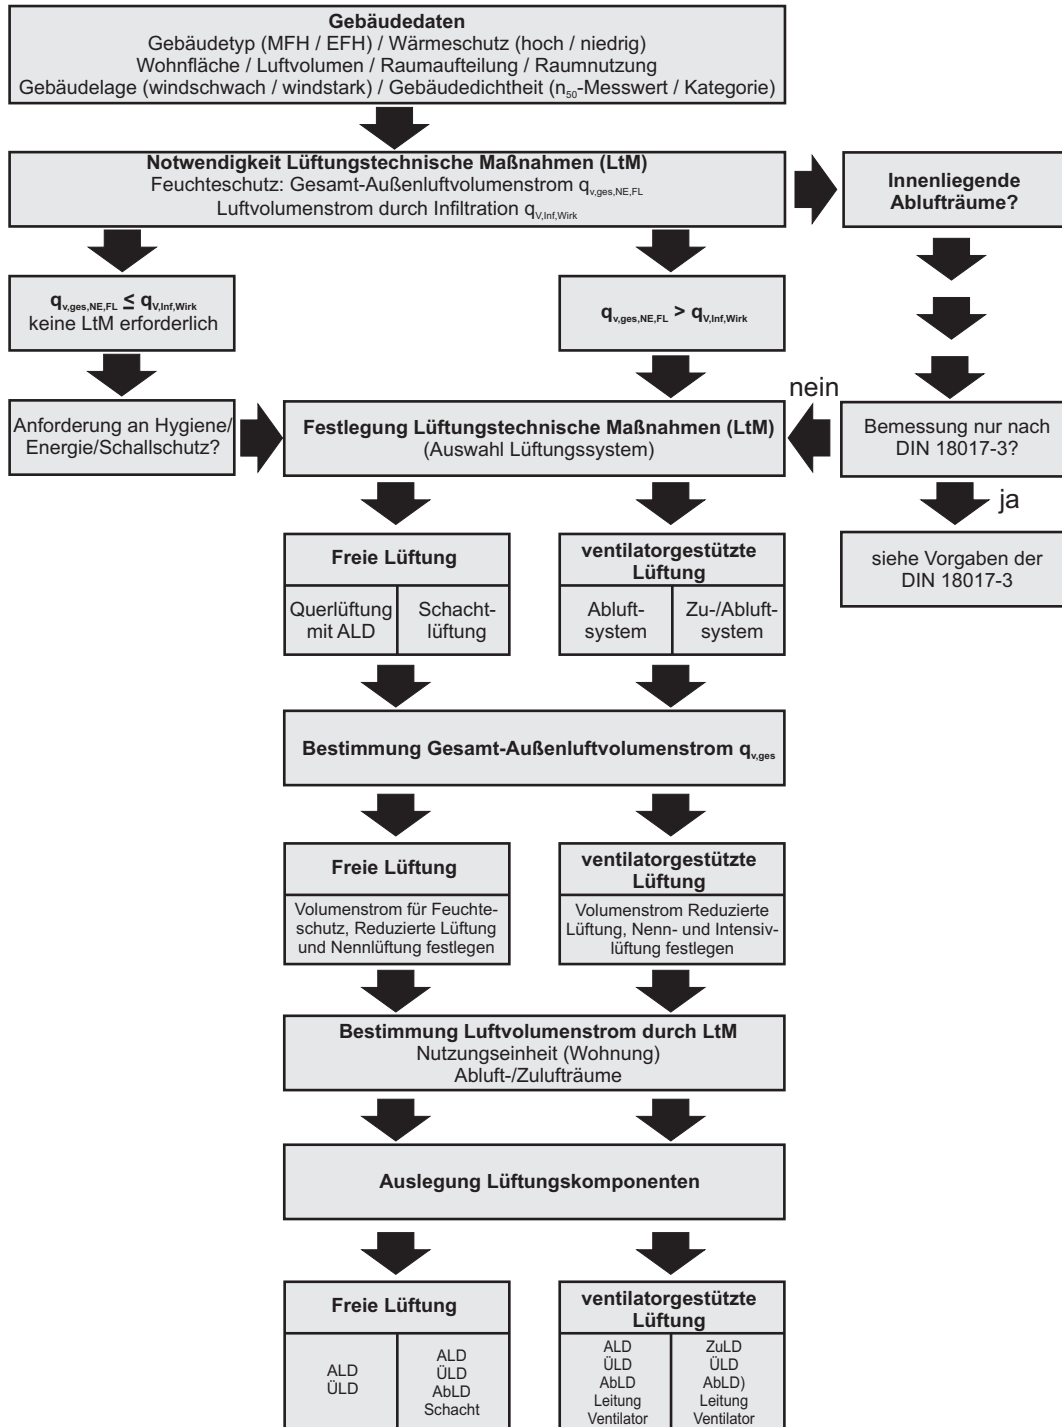 Gebäudedaten
Gebäudetyp (MFH / EFH) / Wärmeschutz (hoch / niedrig)
Wohnfläche / Luftvolumen / Raumaufteilung / Raumnutzung
Gebäudelage (windschwach / windstark) / Gebäudedichtheit (n50-Messwert / Kategorie)
Notwendigkeit Lüftungstechnische Maßnahmen (LtM)
Feuchteschutz: Gesamt-Außenluftvolumenstrom qv,ges,NE,FL
Luftvolumenstrom durch Infiltration qV,Inf,Wirk
Innenliegende
Ablufträume?
qv,ges,NE,FL ≤ qV,Inf,Wirk
keine LtM erforderlich
qv,ges,NE,FL > qV,Inf,Wirk
nein
Anforderung an Hygiene/
Energie/Schallschutz?
Festlegung Lüftungstechnische Maßnahmen (LtM)
(Auswahl Lüftungssystem)
Bemessung nur nach
DIN 18017-3?
ja
siehe Vorgaben der
DIN 18017-3
Freie Lüftung
Querlüftung
mit ALD
Schacht-
lüftung
ventilatorgestützte
Lüftung
Abluft-
system
Zu-/Abluft-
system
Bestimmung Gesamt-Außenluftvolumenstrom qv,ges
Freie Lüftung
Volumenstrom für Feuchte-
schutz, Reduzierte Lüftung
und Nennlüftung festlegen
ventilatorgestützte
Lüftung
Volumenstrom Reduzierte
Lüftung, Nenn- und Intensiv-
lüftung festlegen
Bestimmung Luftvolumenstrom durch LtM
Nutzungseinheit (Wohnung)
Abluft-/Zulufträume
Auslegung Lüftungskomponenten
Freie Lüftung
ALD
ÜLD
ALD
ÜLD
AbLD
Schacht
ventilatorgestützte
Lüftung
ALD
ÜLD
AbLD
Leitung
Ventilator
ZuLD
ÜLD
AbLD)
Leitung
Ventilator